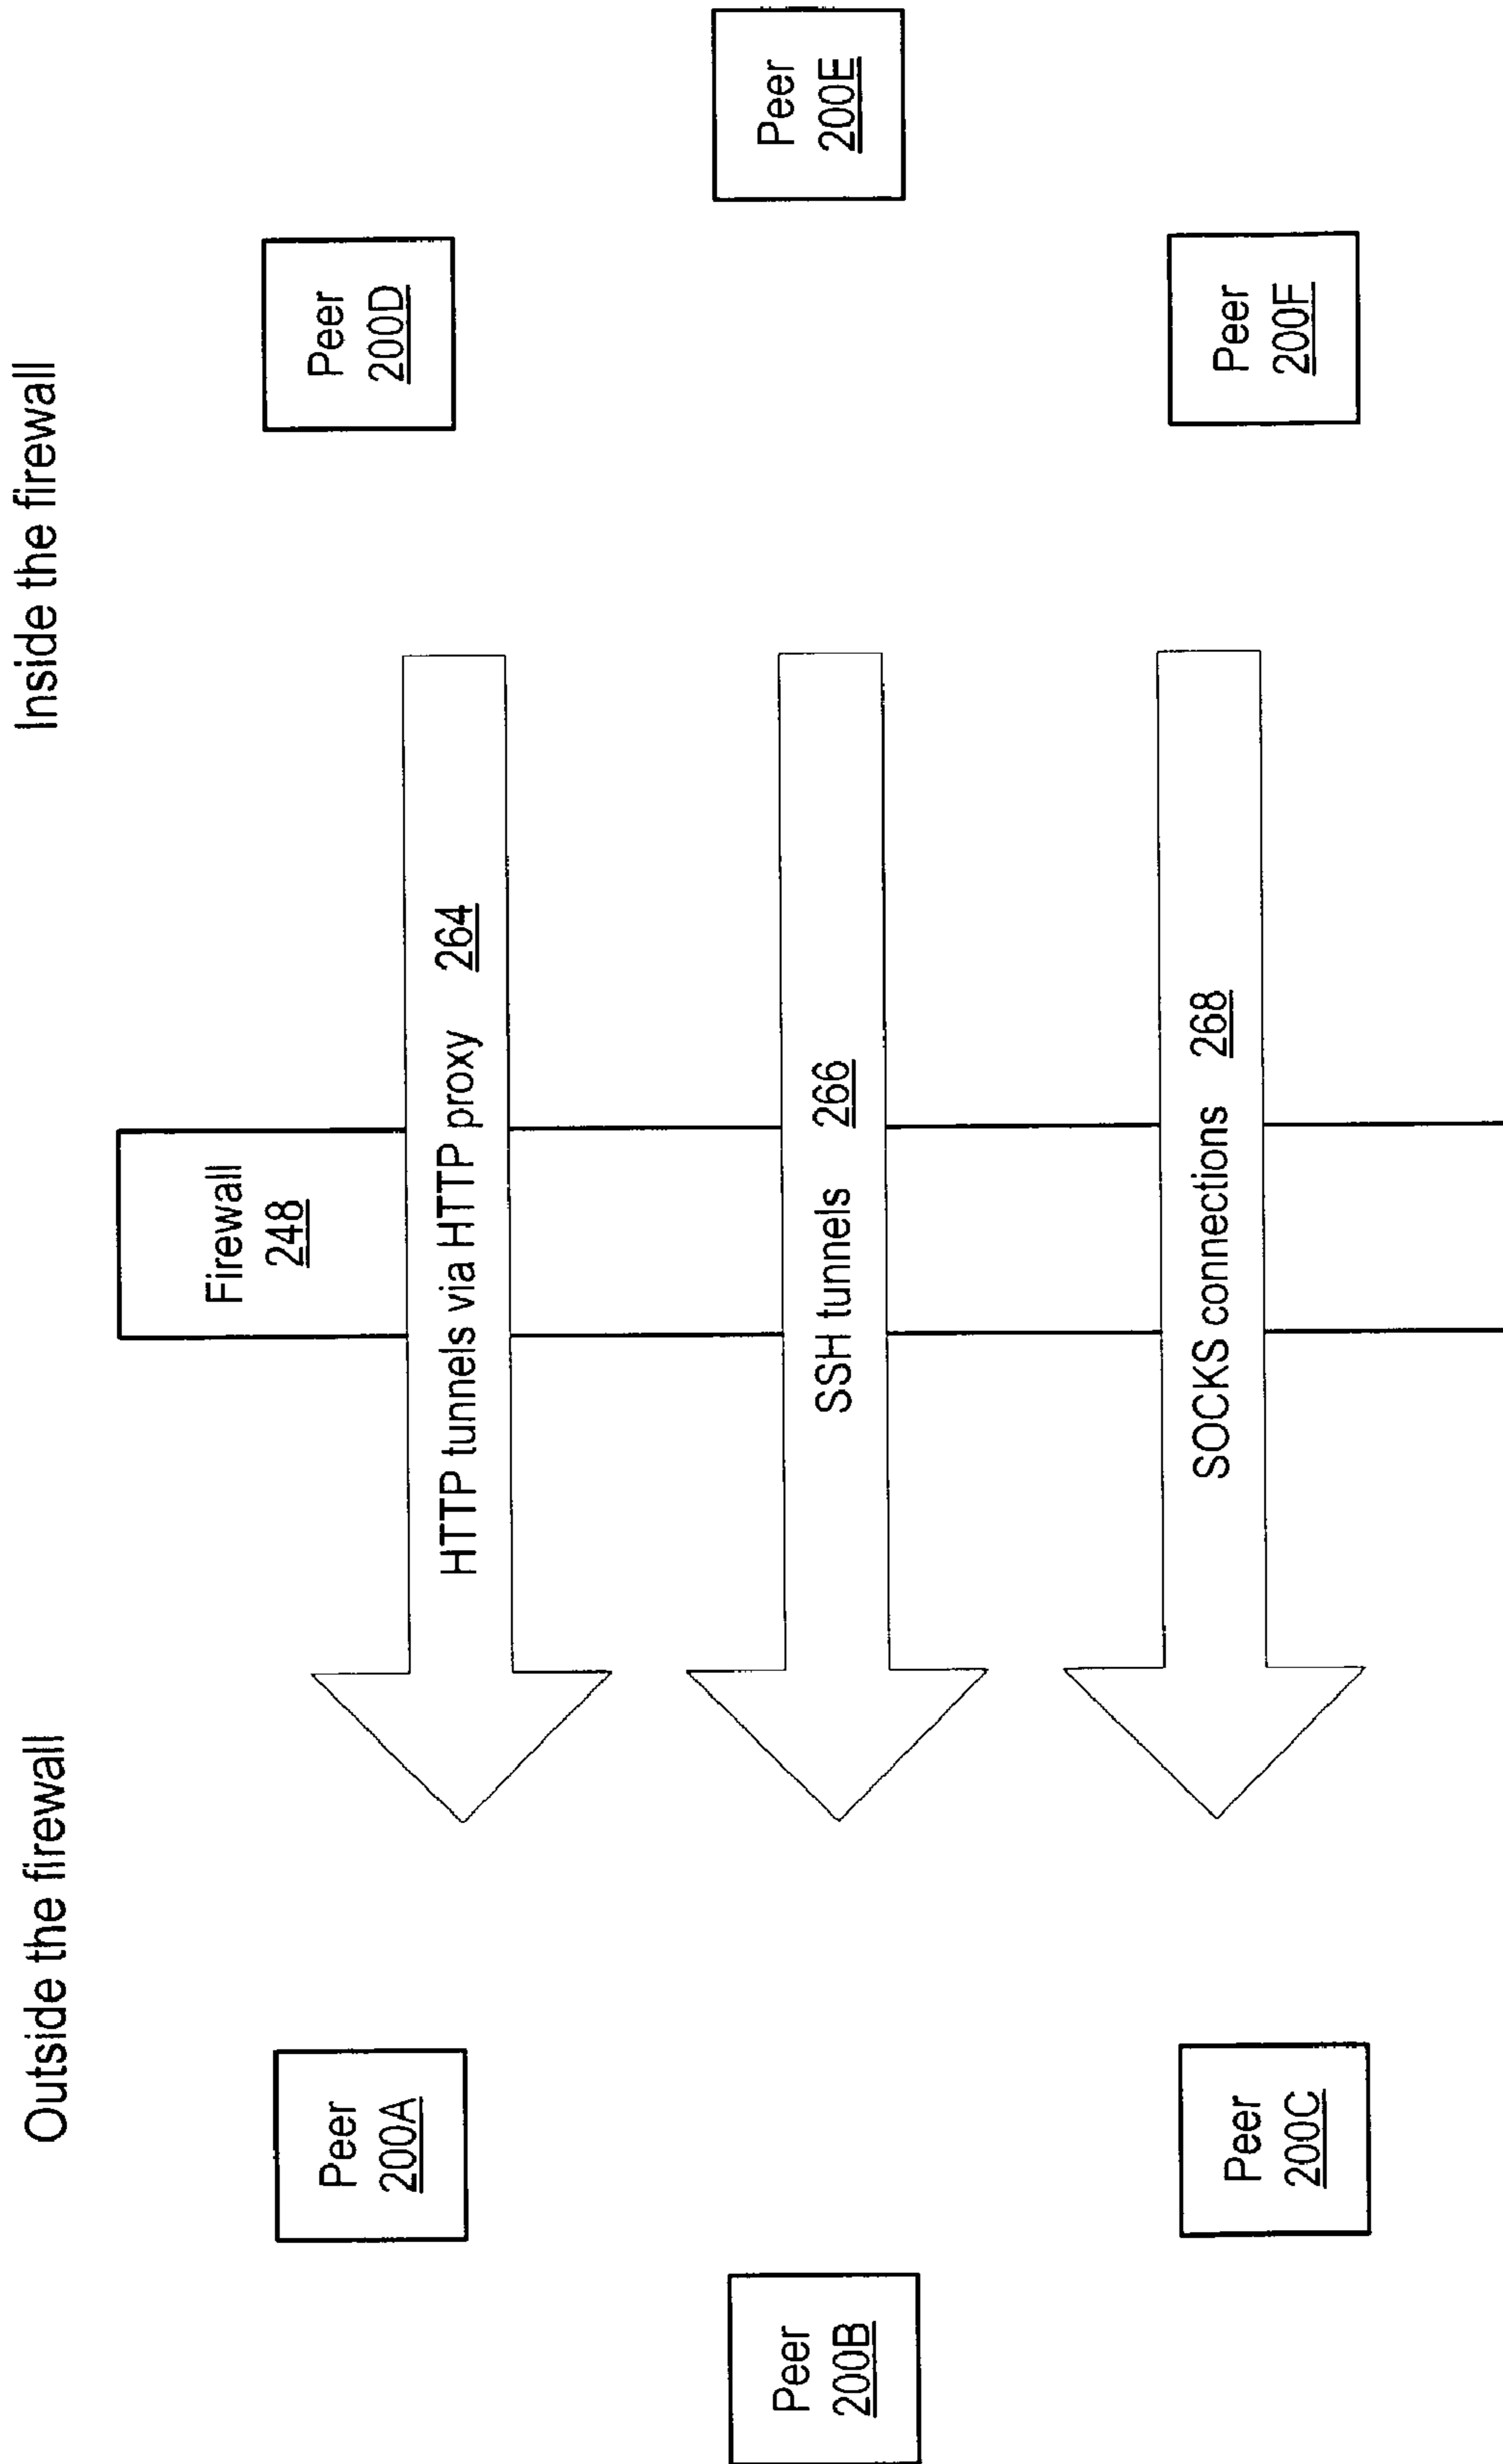 Outside the firewall
Inside the firewall
Firewall
248
Peer
200A
HTTP tunnels via HTTP proxy 264
Peer
200D
Peer
200B
SSH tunnels 266
Peer
200E
Peer
200C
SOCKS connections 268
Peer
200F